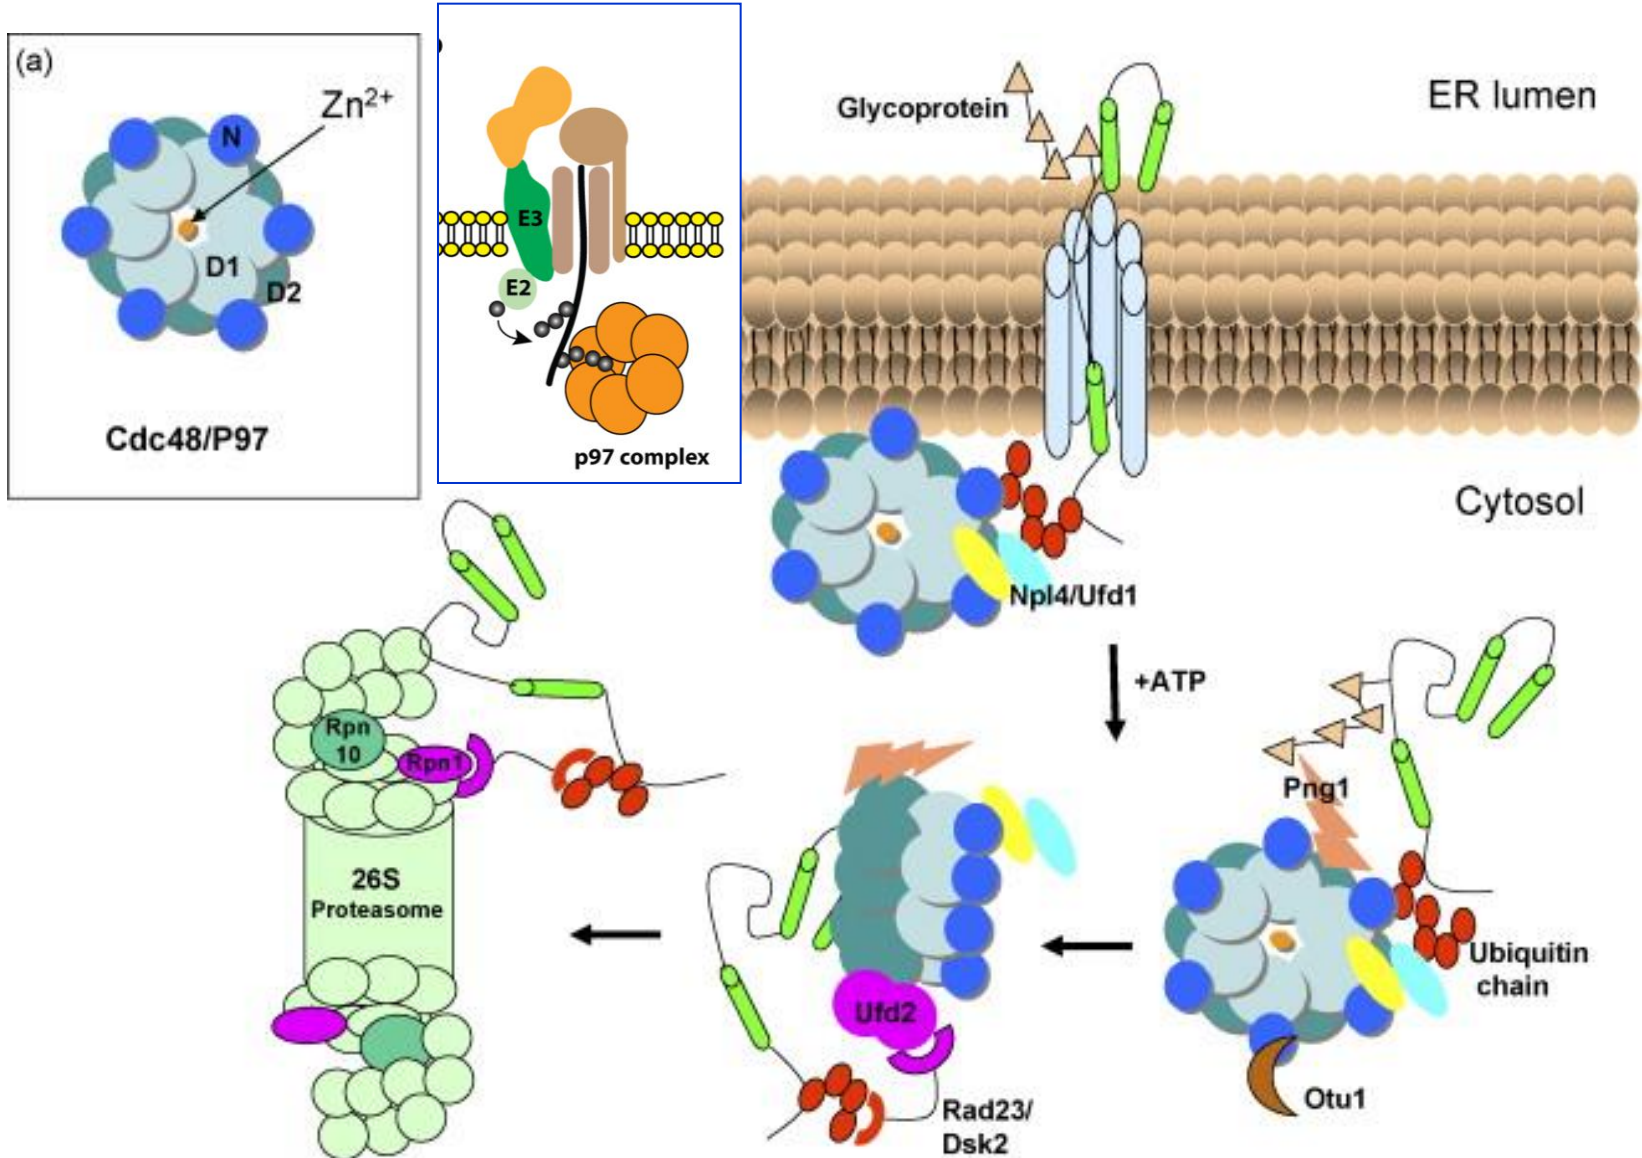 (a)
Zn2+
N
D1
D2
Cdc48/P97
E3
E2
p97 complex
Glycoprotein
ER lumen
Cytosol
Npl4/Ufd1
+ATP
Png1
Ubiquitin
chain
Otu1
Ufd2
Rad23/
Dsk2
Rpn
10
Rpn1
26S
Proteasome